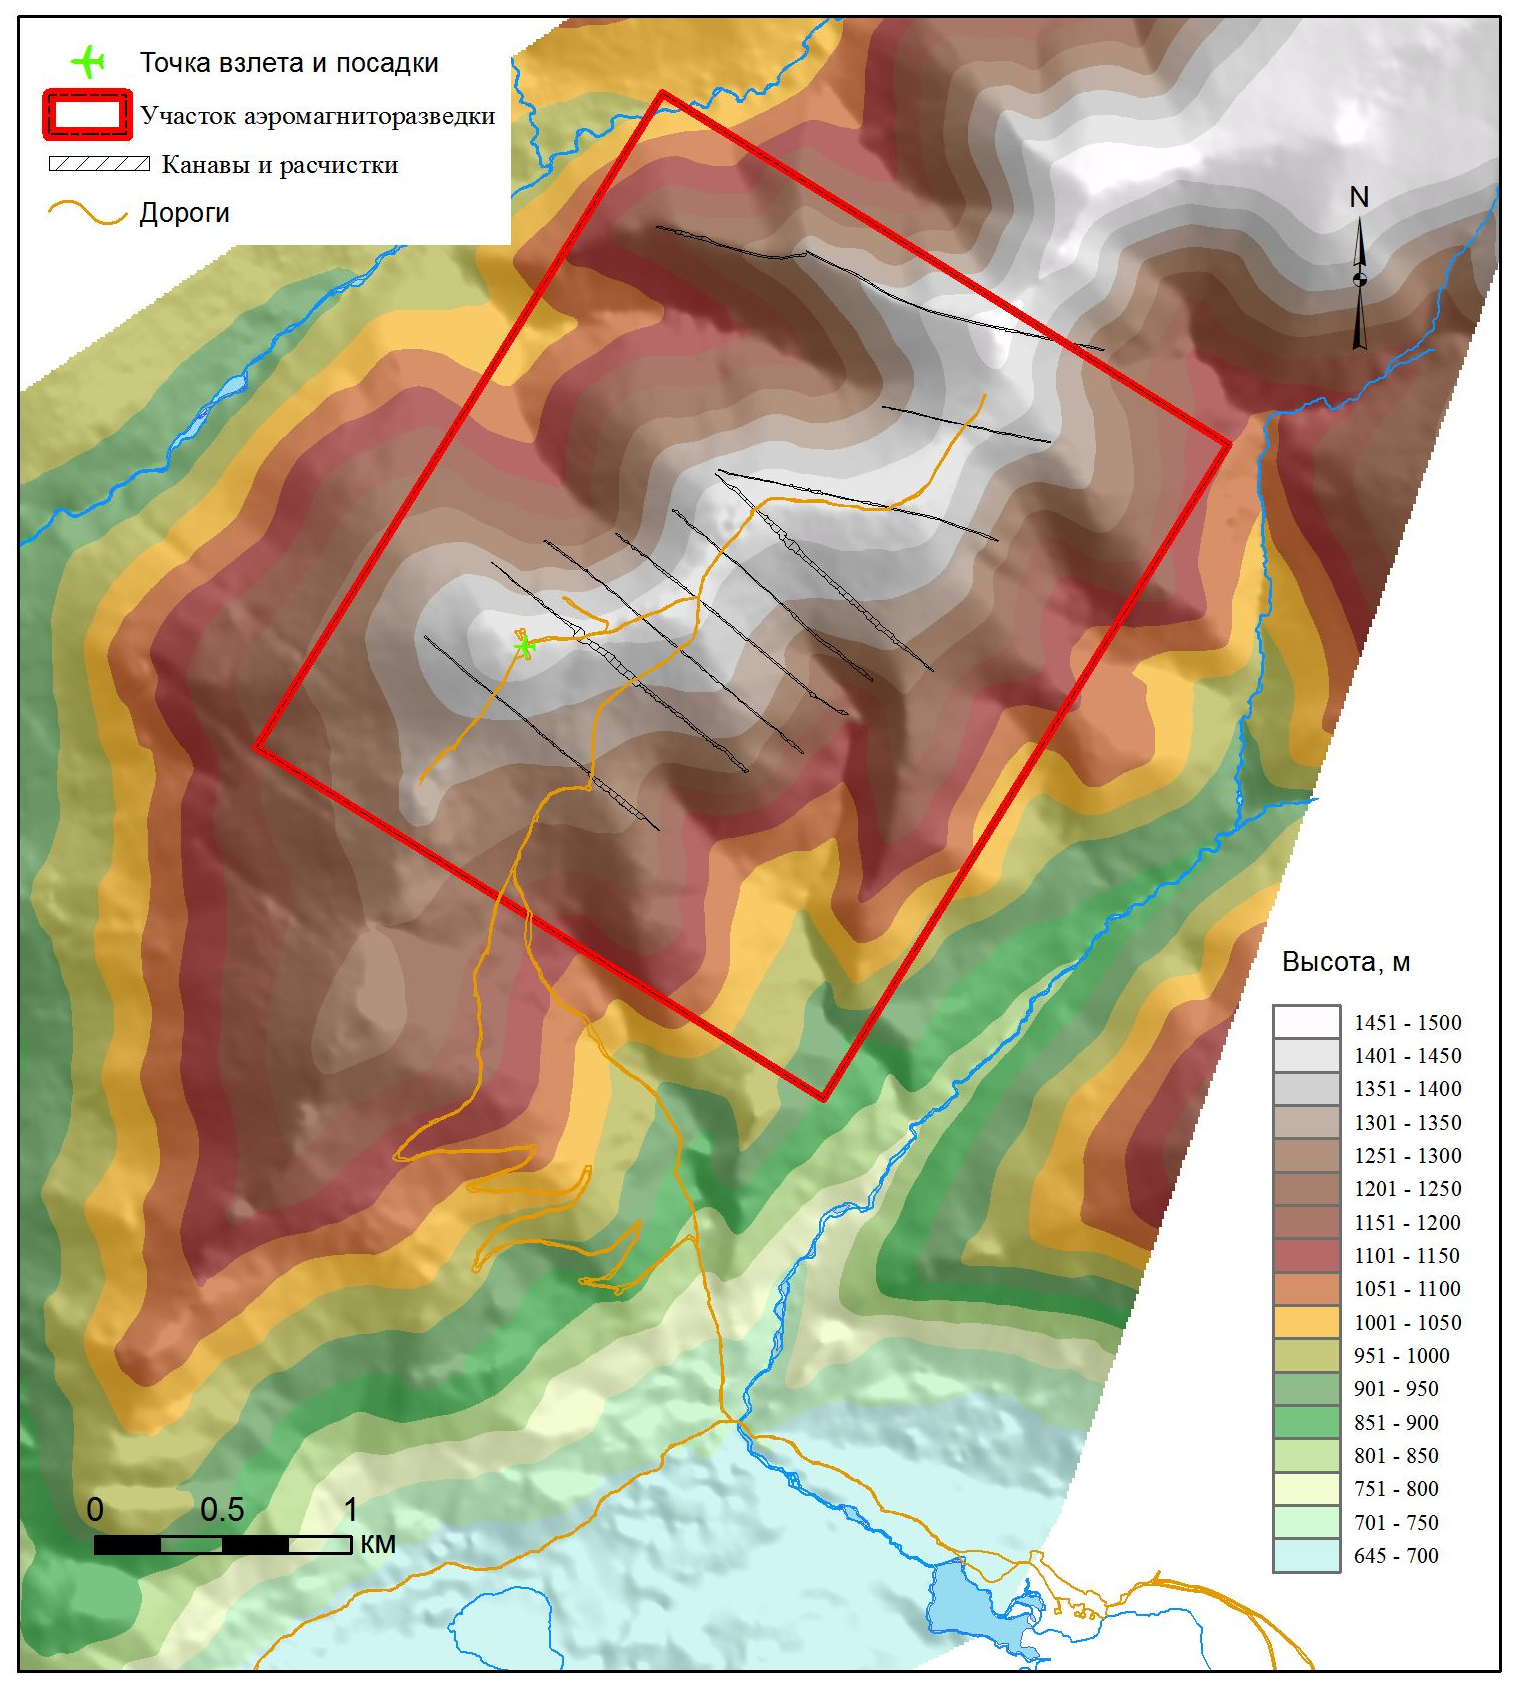 Точка взлета и посадки
Участок аэромагниторазведки
Канавы и расчистки
Дороги
N
Высота, м
1451 - 1500
1401 - 1450
1351 - 1400
1301 - 1350
1251 - 1300
1201 - 1250
1151 - 1200
1101 - 1150
1051 - 1100
1001 - 1050
951 - 1000
901 - 950
851 - 900
801 - 850
751 - 800
701 - 750
645 - 700
0 0.5 1
км